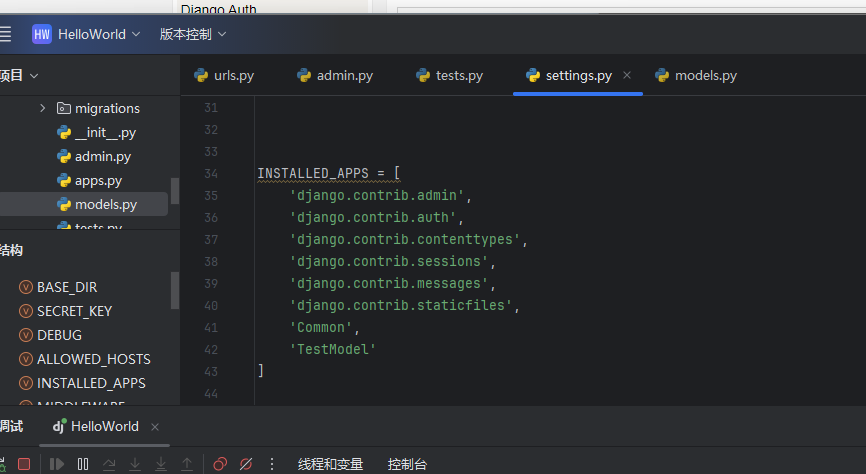 Django Auth
HW HelloWorld 版本控制
项目
urls.py admin.py tests.py settings.py models.py
migrations
__init__.py
admin.py
apps.py
models.py
tests.py
结构
BASE_DIR
SECRET_KEY
DEBUG
ALLOWED_HOSTS
INSTALLED_APPS
MIDDLEWARE
31
32
33
34 INSTALLED_APPS = [
35 'django.contrib.admin',
36 'django.contrib.auth',
37 'django.contrib.contenttypes',
38 'django.contrib.sessions',
39 'django.contrib.messages',
40 'django.contrib.staticfiles',
41 'Common',
42 'TestModel'
43 ]
44
调试 dj HelloWorld
线程和变量 控制台